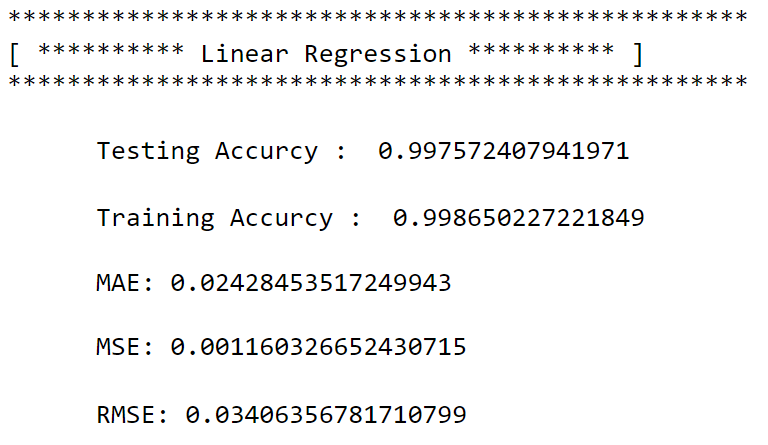 **************************************************
[ ********** Linear Regression ********** ]
**************************************************
Testing Accurcy :  0.997572407941971
Training Accurcy :  0.998650227221849
MAE: 0.02428453517249943
MSE: 0.001160326652430715
RMSE: 0.03406356781710799